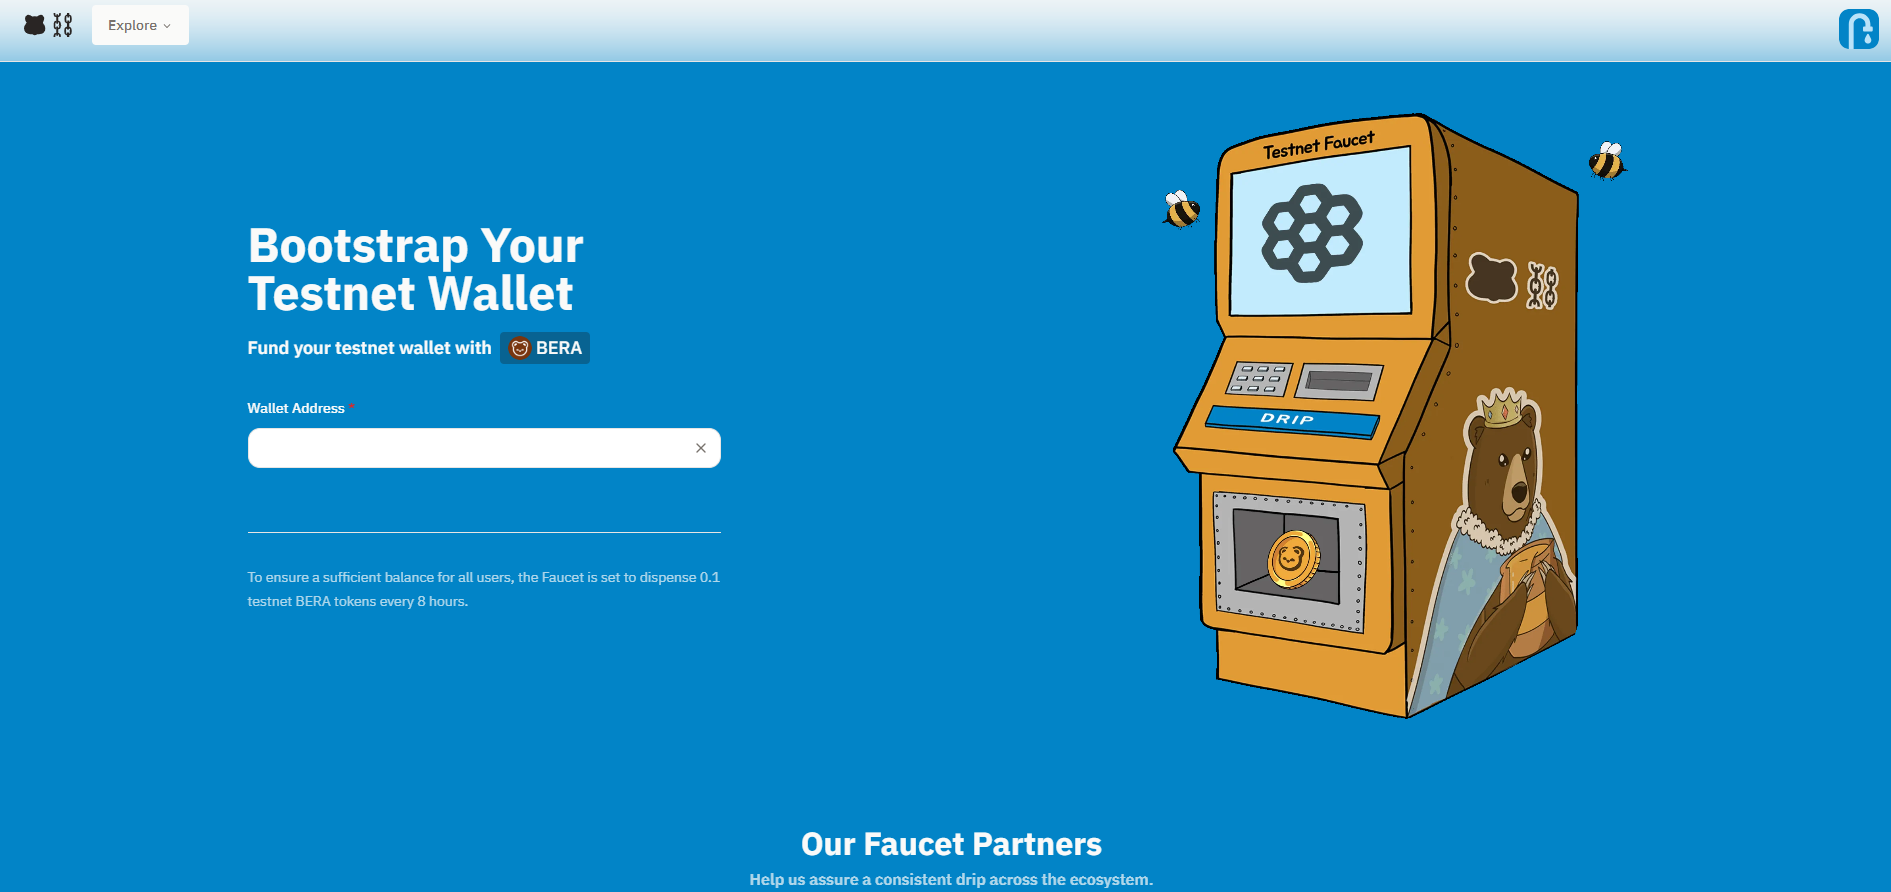 Explore
Testnet Faucet
Bootstrap Your
Testnet Wallet
Fund your testnet wallet with BERA
Wallet Address *
DRIP
To ensure a sufficient balance for all users, the Faucet is set to dispense 0.1
testnet BERA tokens every 8 hours.
Our Faucet Partners
Help us assure a consistent drip across the ecosystem.